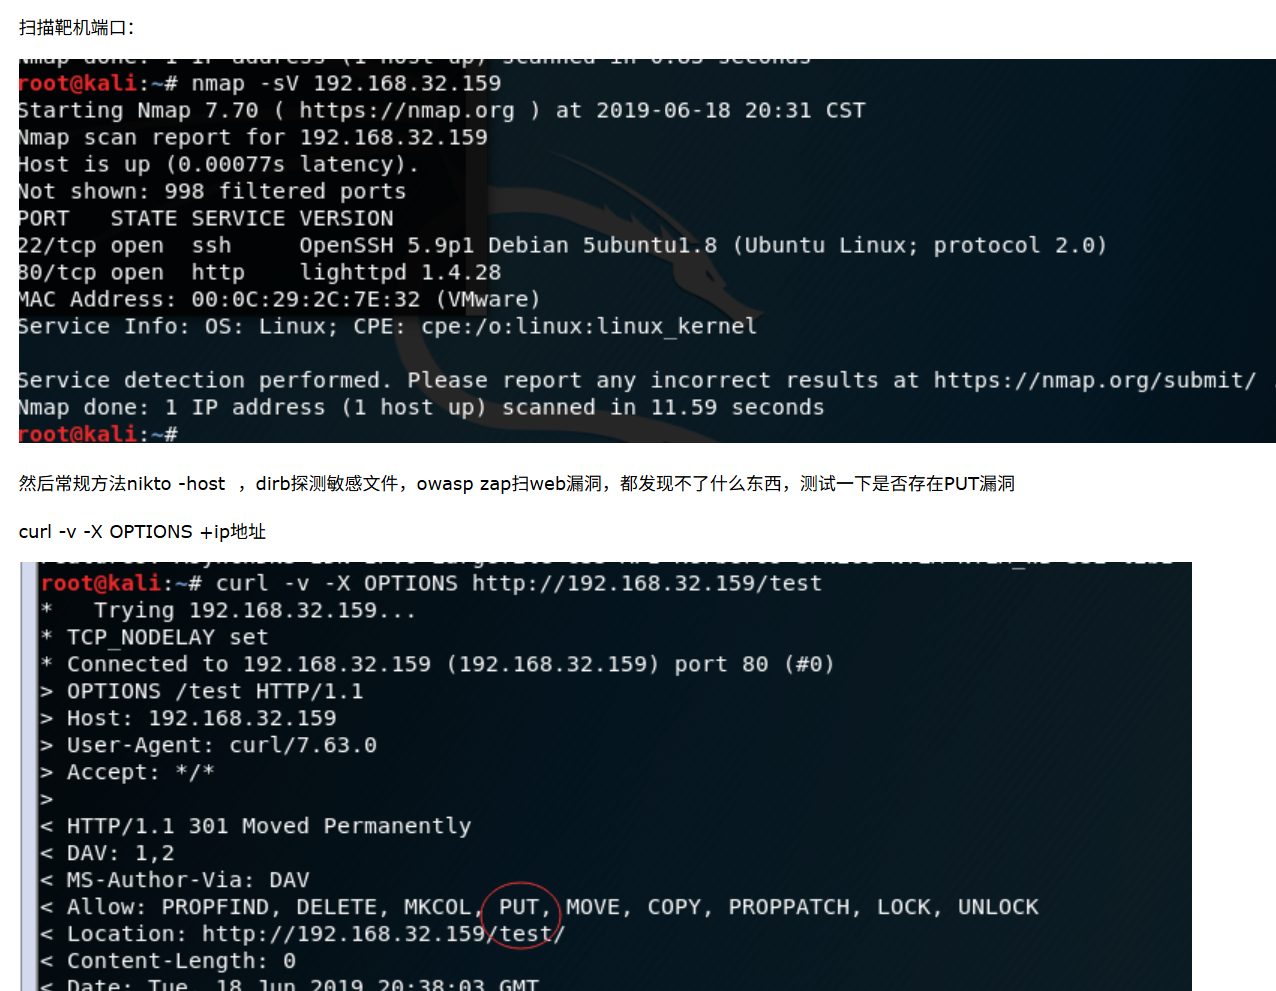 扫描靶机端口：
Nmap done: 1 IP address (1 host up) scanned in 0.83 seconds
root@kali:~# nmap -sV 192.168.32.159
Starting Nmap 7.70 ( https://nmap.org ) at 2019-06-18 20:31 CST
Nmap scan report for 192.168.32.159
Host is up (0.00077s latency).
Not shown: 998 filtered ports
PORT   STATE SERVICE VERSION
22/tcp open  ssh     OpenSSH 5.9p1 Debian 5ubuntu1.8 (Ubuntu Linux; protocol 2.0)
80/tcp open  http    lighttpd 1.4.28
MAC Address: 00:0C:29:2C:7E:32 (VMware)
Service Info: OS: Linux; CPE: cpe:/o:linux:linux_kernel
Service detection performed. Please report any incorrect results at https://nmap.org/submit/
Nmap done: 1 IP address (1 host up) scanned in 11.59 seconds
root@kali:~#
然后常规方法nikto -host ，dirb探测敏感文件，owasp zap扫web漏洞，都发现不了什么东西，测试一下是否存在PUT漏洞
curl -v -X OPTIONS +ip地址
root@kali:~# curl -v -X OPTIONS http://192.168.32.159/test
*   Trying 192.168.32.159...
* TCP_NODELAY set
* Connected to 192.168.32.159 (192.168.32.159) port 80 (#0)
> OPTIONS /test HTTP/1.1
> Host: 192.168.32.159
> User-Agent: curl/7.63.0
> Accept: */*
>
< HTTP/1.1 301 Moved Permanently
< DAV: 1,2
< MS-Author-Via: DAV
< Allow: PROPFIND, DELETE, MKCOL, PUT, MOVE, COPY, PROPPATCH, LOCK, UNLOCK
< Location: http://192.168.32.159/test/
< Content-Length: 0
< Date: Tue, 18 Jun 2019 20:38:03 GMT